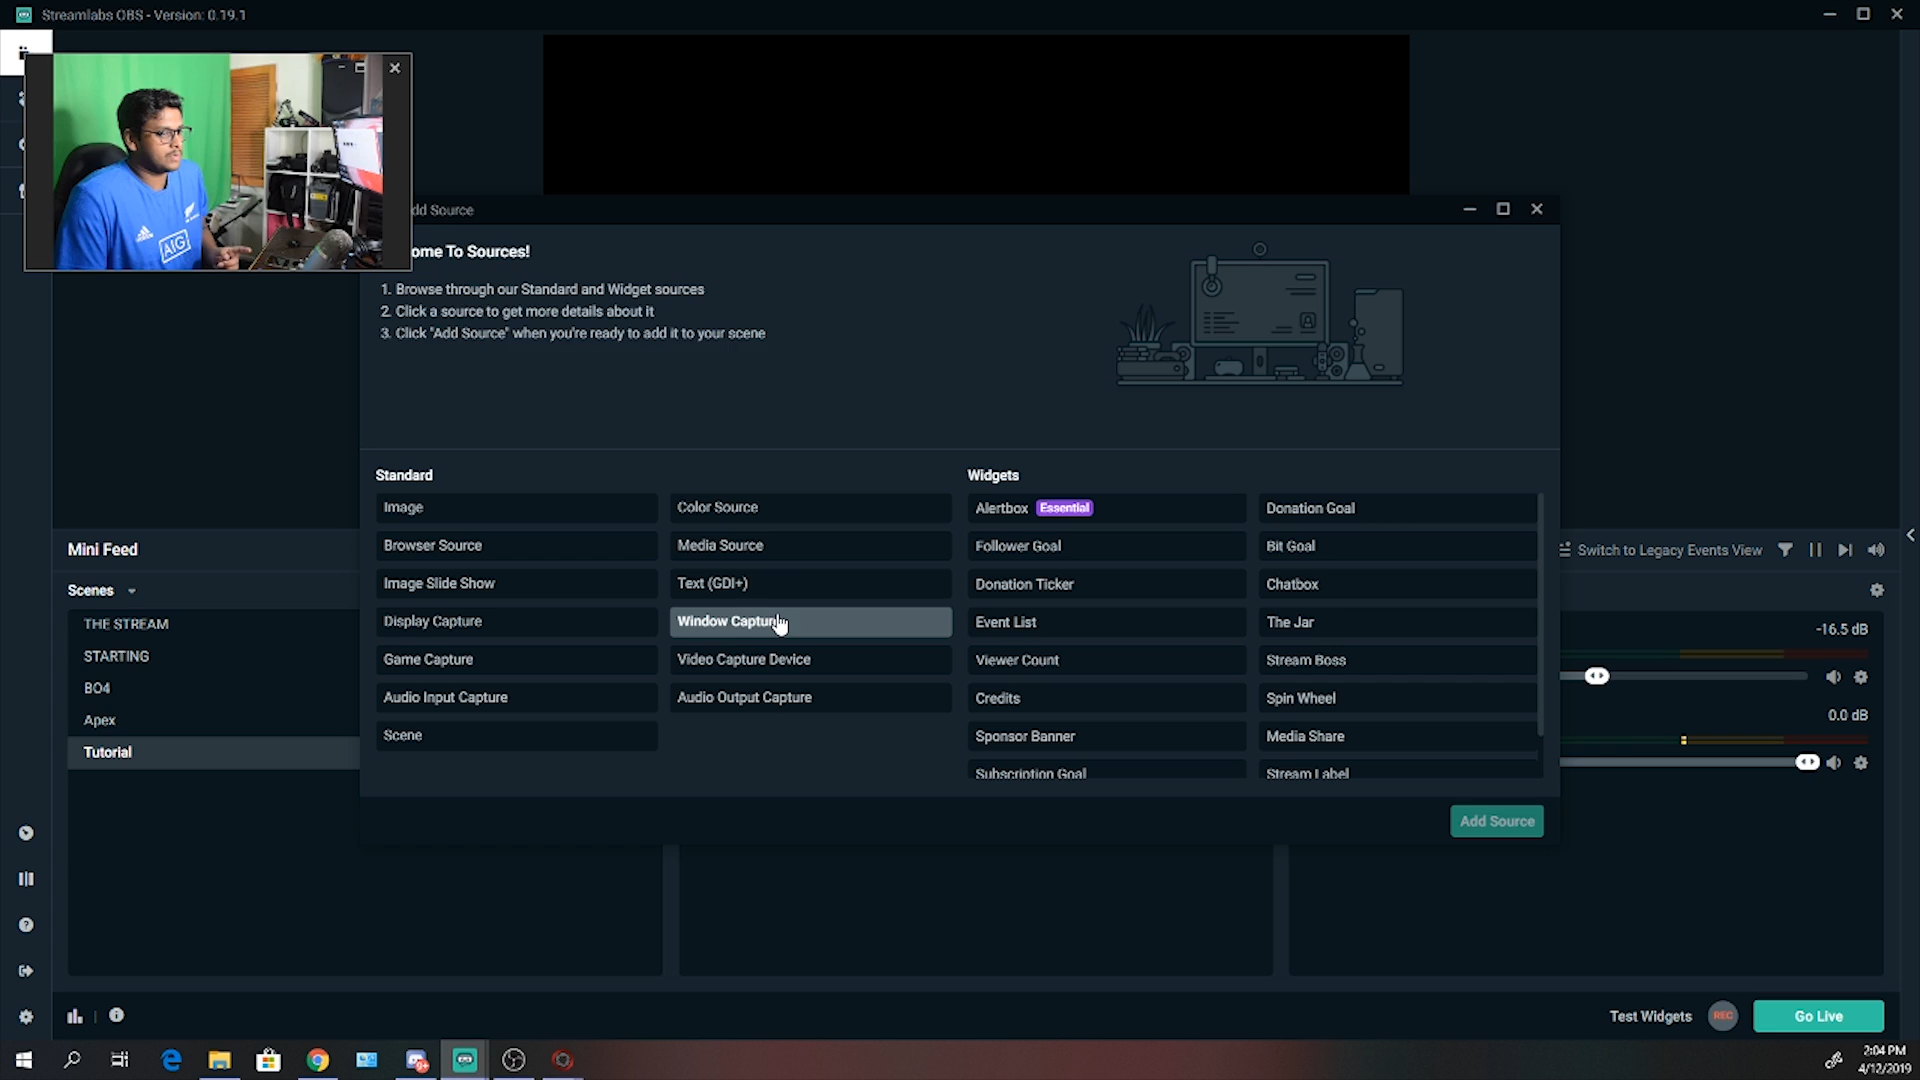 Streamlabs OBS - Version: 0.19.1
AIG
dd Source
ome To Sources!
1. Browse through our Standard and Widget sources
2. Click a source to get more details about it
3. Click "Add Source" when you're ready to add it to your scene
Standard
Widgets
Image
Color Source
Alertbox Essential
Donation Goal
Browser Source
Media Source
Follower Goal
Bit Goal
Image Slide Show
Text (GDI+)
Donation Ticker
Chatbox
Display Capture
Window Capture
Event List
The Jar
Game Capture
Video Capture Device
Viewer Count
Stream Boss
Audio Input Capture
Audio Output Capture
Credits
Spin Wheel
Scene
Sponsor Banner
Media Share
Subscription Goal
Stream Label
Add Source
Mini Feed
Switch to Legacy Events View
Scenes
THE STREAM
STARTING
BO4
Apex
Tutorial
-16.5 dB
0.0 dB
Test Widgets
REC
Go Live
9+
2:04 PM
4/12/2019